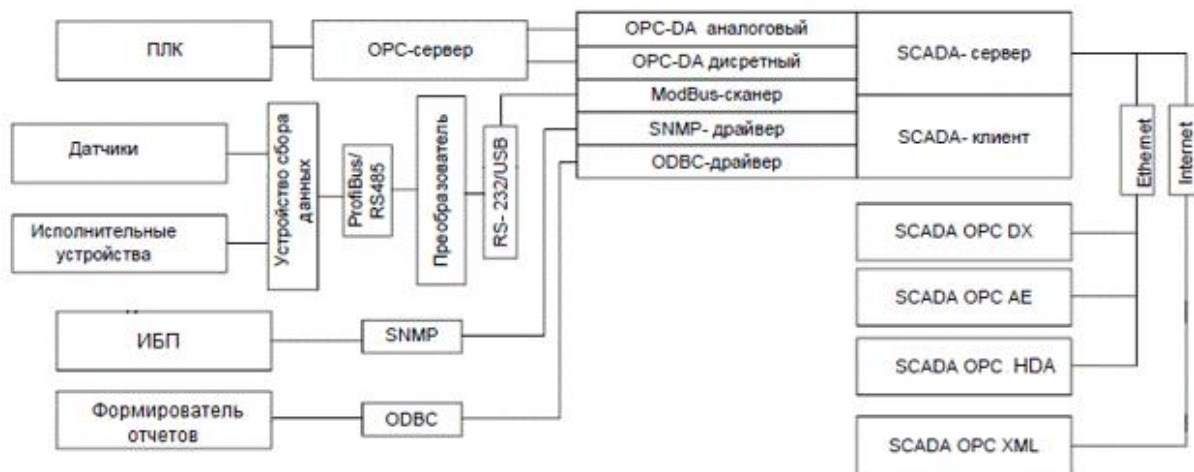 ПЛК
OPC-сервер
OPC-DA аналоговый
OPC-DA дисретный
ModBus-сканер
SNMP- драйвер
ODBC-драйвер
SCADA- сервер
SCADA- клиент
Ethernet
Internet
Датчики
Исполнительные
устройства
Устройство сбора
данных
ProfiBus/
RS485
Преобразователь
RS- 232/USB
ИБП
SNMP
Формирователь
отчетов
ODBC
SCADA OPC DX
SCADA OPC AE
SCADA OPC HDA
SCADA OPC XML